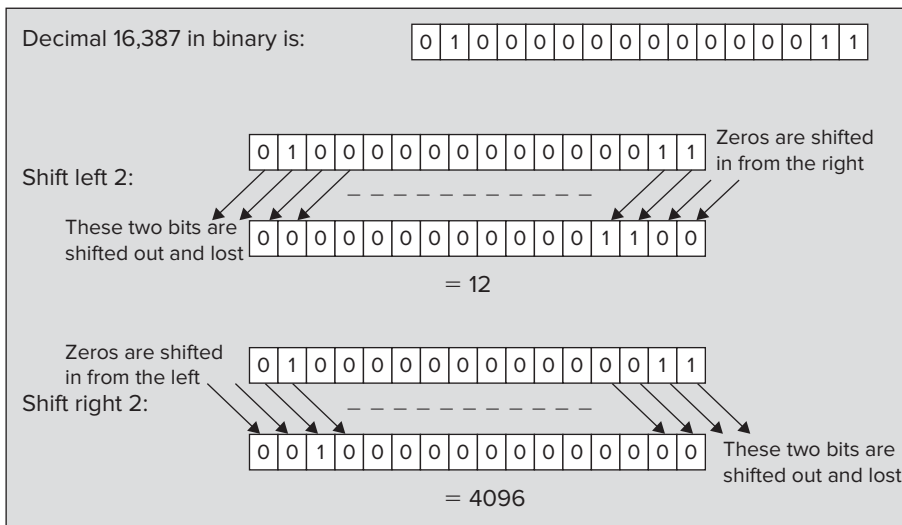 Decimal 16,387 in binary is:
0 1 0 0 0 0 0 0 0 0 0 0 0 0 1 1
0 1 0 0 0 0 0 0 0 0 0 0 0 0 1 1
Zeros are shifted
in from the right
Shift left 2:
These two bits are
shifted out and lost
0 0 0 0 0 0 0 0 0 0 0 0 1 1 0 0
= 12
Zeros are shifted
in from the left
0 1 0 0 0 0 0 0 0 0 0 0 0 0 1 1
Shift right 2:
0 0 1 0 0 0 0 0 0 0 0 0 0 0 0 0
These two bits are
shifted out and lost
= 4096